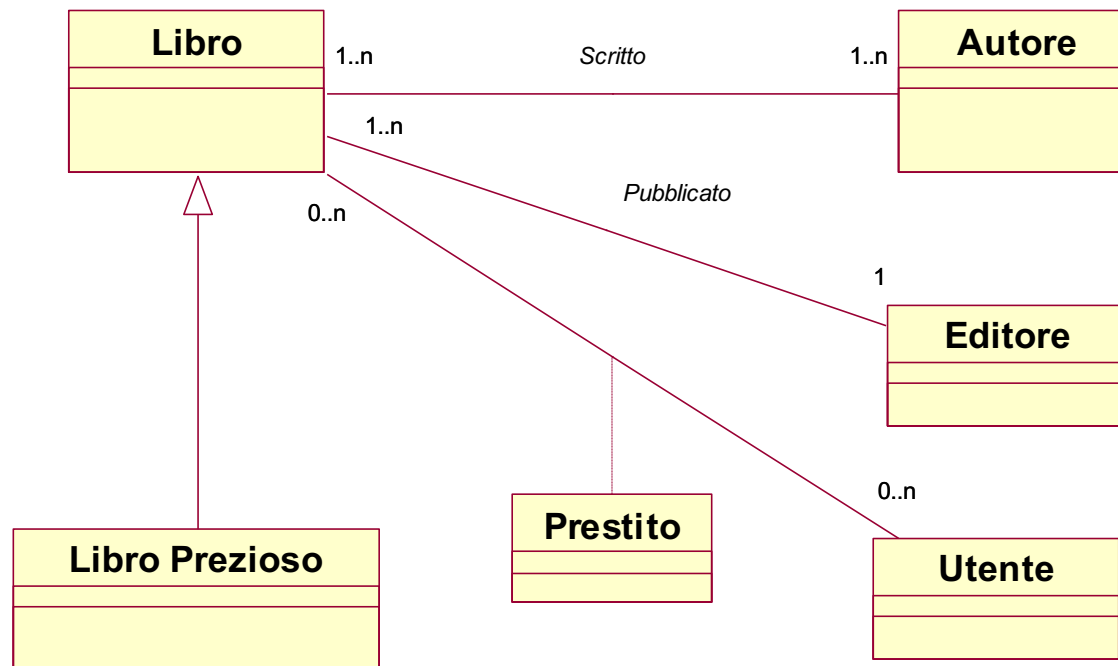 Libro
Autore
1..n
Scritto
1..n
1..n
Pubblicato
0..n
1
Editore
0..n
Prestito
Libro Prezioso
Utente